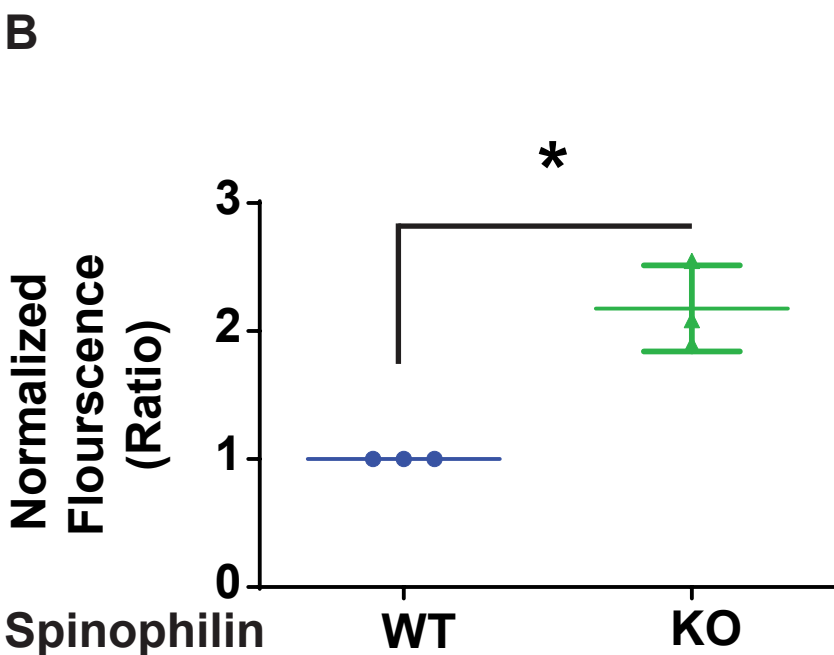 B
*
3
2
1
0
Normalized
Flourscence
(Ratio)
Spinophilin WT KO